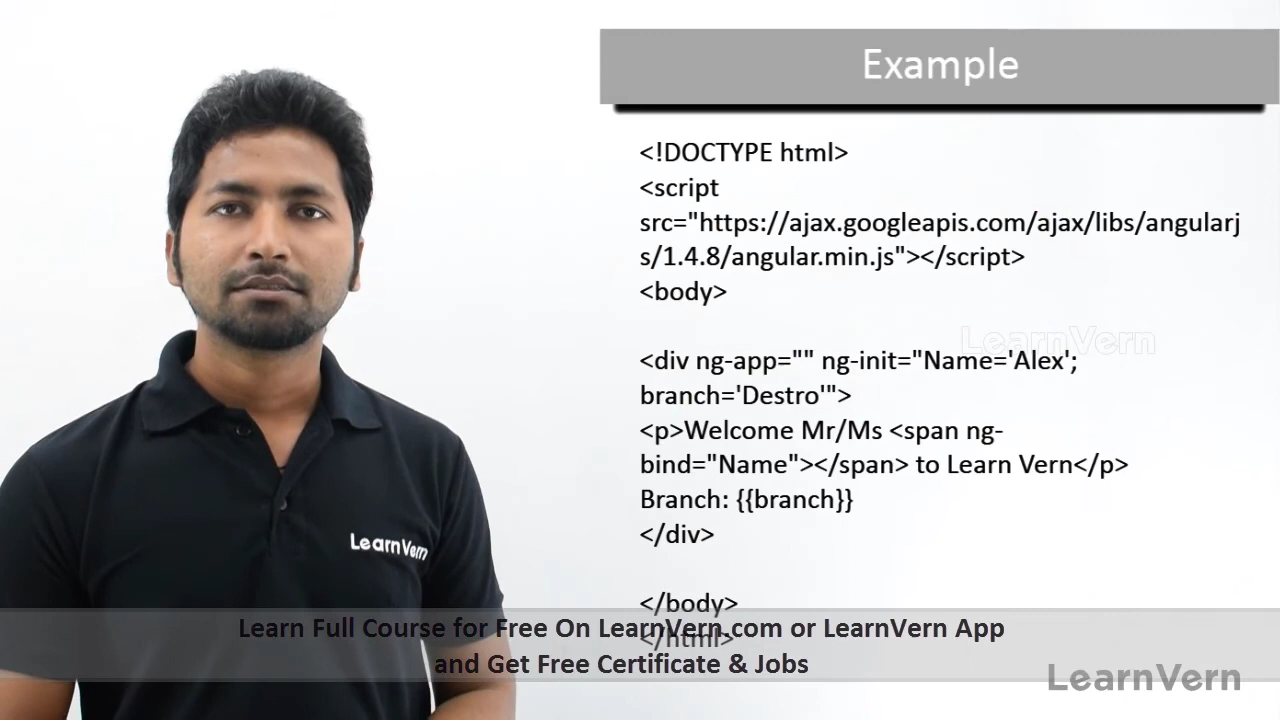 Example
<!DOCTYPE html>
<script
src="https://ajax.googleapis.com/ajax/libs/angularj
s/1.4.8/angular.min.js"></script>
<body>
LearnVern
<div ng-app="" ng-init="Name='Alex';
branch='Destro'">
<p>Welcome Mr/Ms <span ng-
bind="Name"></span> to Learn Vern</p>
Branch: {{branch}}
</div>
LearnVern
</body>
</html>
Learn Full Course for Free On LearnVern.com or LearnVern App
and Get Free Certificate & Jobs
LearnVern